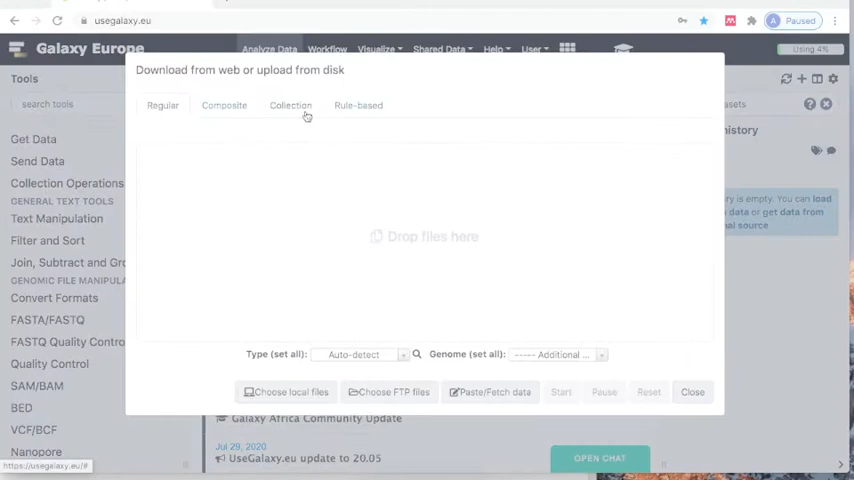 usegalaxy.eu
A Paused
Galaxy Europe
Analyze Data Workflow Visualize Shared Data Help User Using 4%
Tools
Download from web or upload from disk
search tools
Regular Composite Collection Rule-based
Get Data
Send Data
Collection Operations
GENERAL TEXT TOOLS
Text Manipulation
Filter and Sort
Join, Subtract and Gro
GENOMIC FILE MANIPULA
Convert Formats
FASTA/FASTQ
FASTQ Quality Control
Quality Control
SAM/BAM
BED
VCF/BCF
Nanopore
Drop files here
Type (set all): Auto-detect Genome (set all): ----- Additional ...
Choose local files Choose FTP files Paste/Fetch data Start Pause Reset Close
Galaxy Africa Community Update
Jul 29, 2020
UseGalaxy.eu update to 20.05
OPEN CHAT
asets
history
ry is empty. You can load
data or get data from
nal source
https://usegalaxy.eu/#